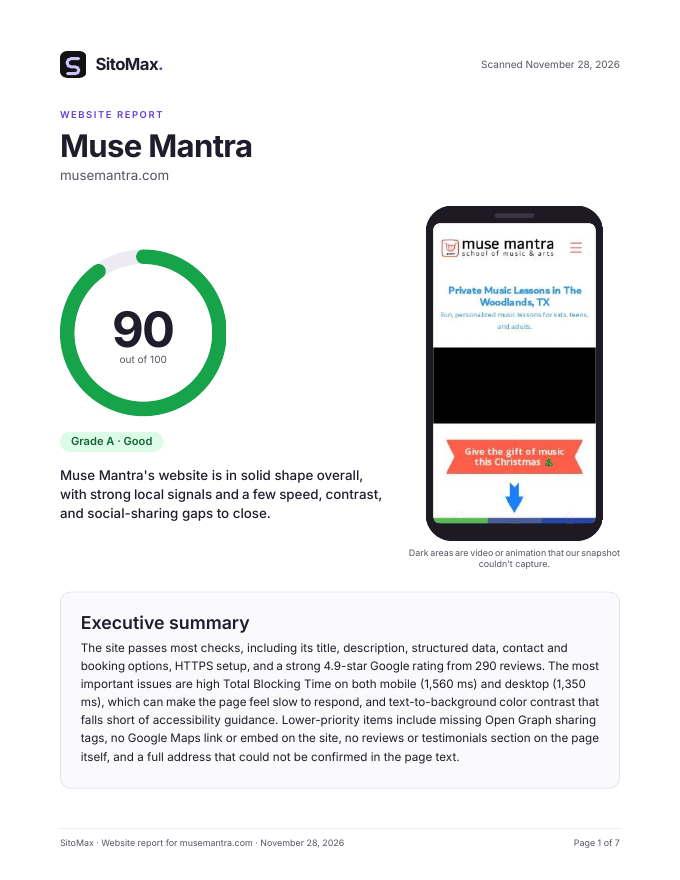 SitoMax.
Scanned November 28, 2026
WEBSITE REPORT
Muse Mantra
musemantra.com
90
out of 100
Grade A · Good
Muse Mantra's website is in solid shape overall,
with strong local signals and a few speed, contrast,
and social-sharing gaps to close.
muse mantra
school of music & arts
Private Music Lessons in The
Woodlands, TX
Fun, personalized music lessons for kids, teens,
and adults.
Give the gift of music
this Christmas 🎄
Dark areas are video or animation that our snapshot
couldn't capture.
Executive summary
The site passes most checks, including its title, description, structured data, contact and
booking options, HTTPS setup, and a strong 4.9-star Google rating from 290 reviews. The most
important issues are high Total Blocking Time on both mobile (1,560 ms) and desktop (1,350
ms), which can make the page feel slow to respond, and text-to-background color contrast that
falls short of accessibility guidance. Lower-priority items include missing Open Graph sharing
tags, no Google Maps link or embed on the site, no reviews or testimonials section on the page
itself, and a full address that could not be confirmed in the page text.
SitoMax · Website report for musemantra.com · November 28, 2026
Page 1 of 7